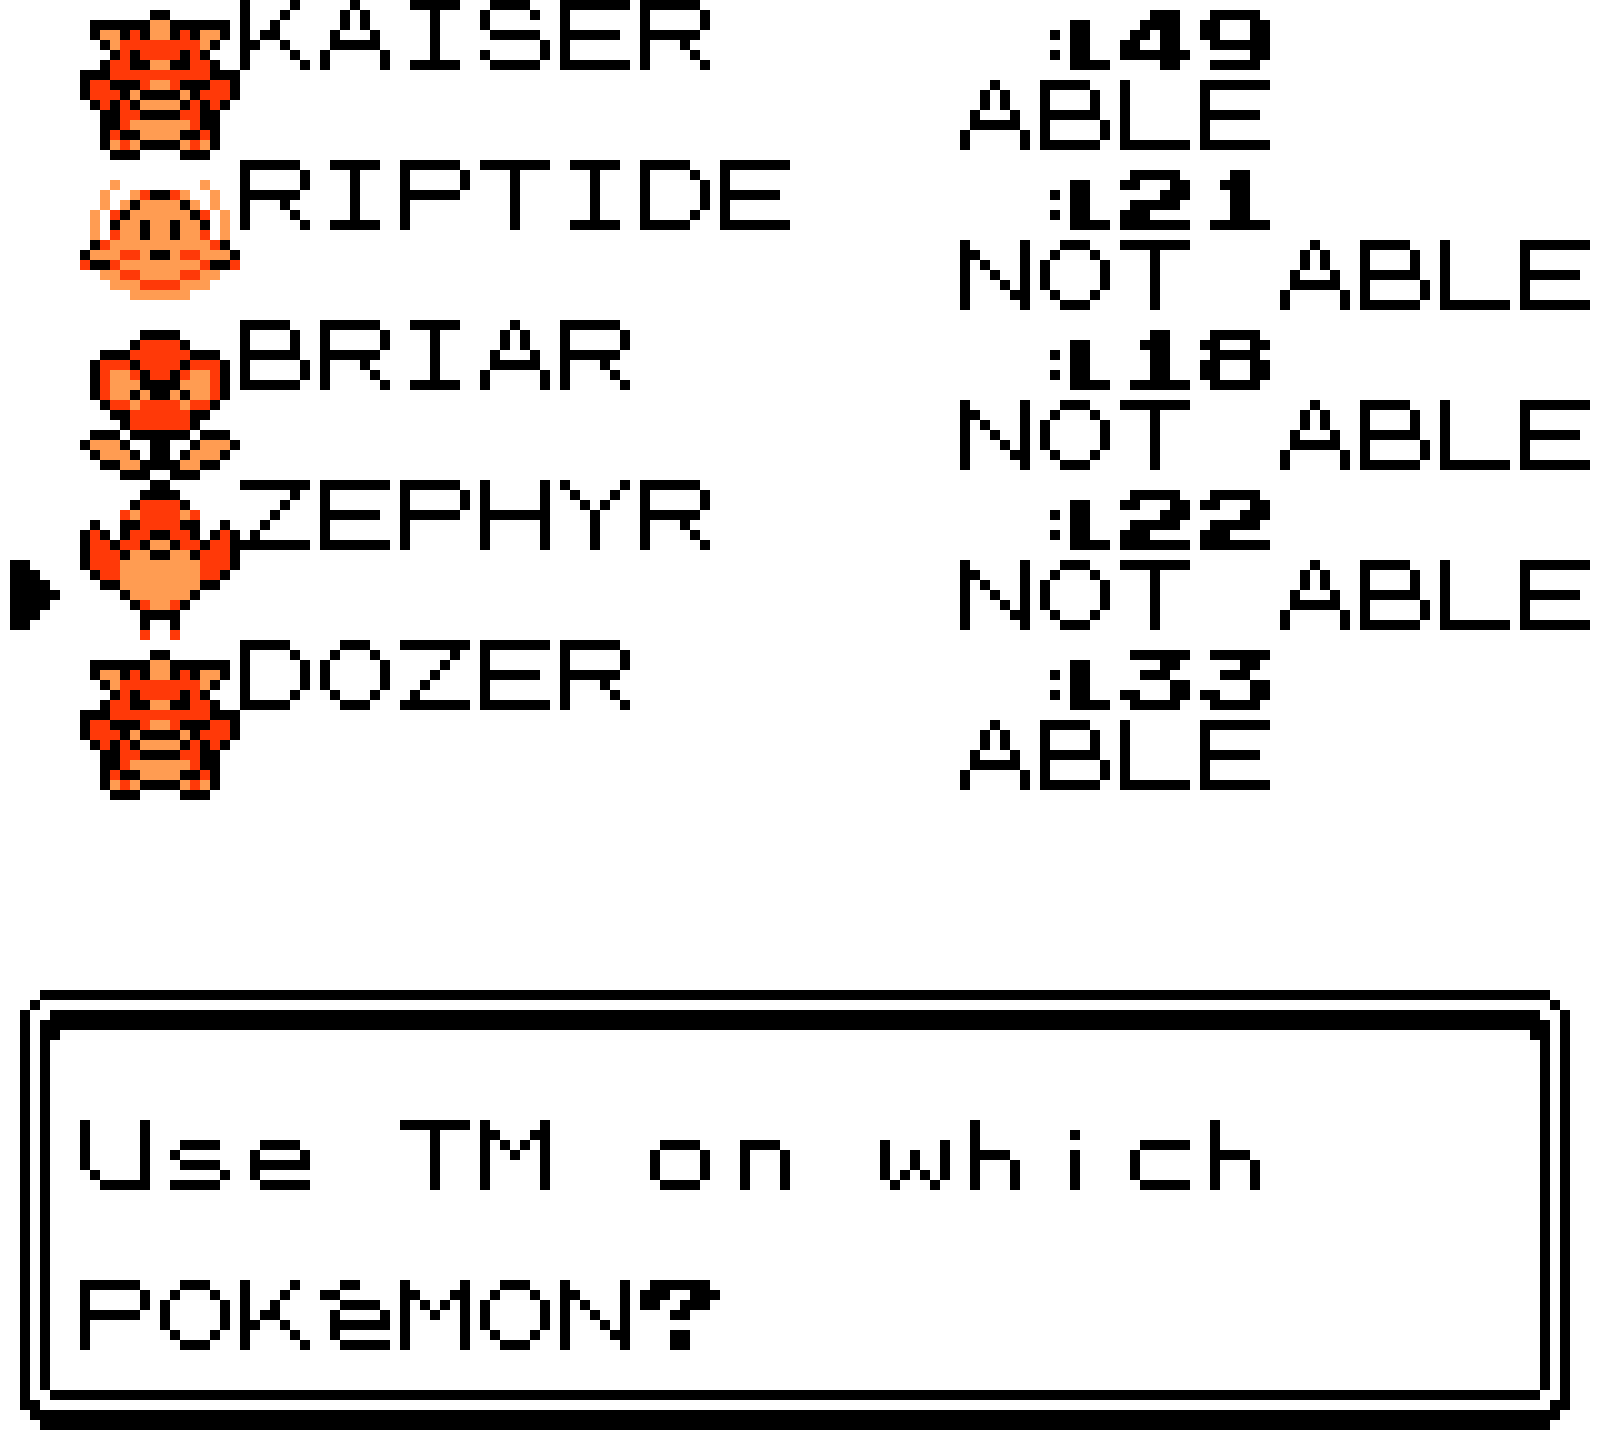 KAISER :L49
ABLE
RIPTIDE :L21
NOT ABLE
BRIAR :L18
NOT ABLE
ZEPHYR :L22
NOT ABLE
DOZER :L33
ABLE
Use TM on which
POKéMON?